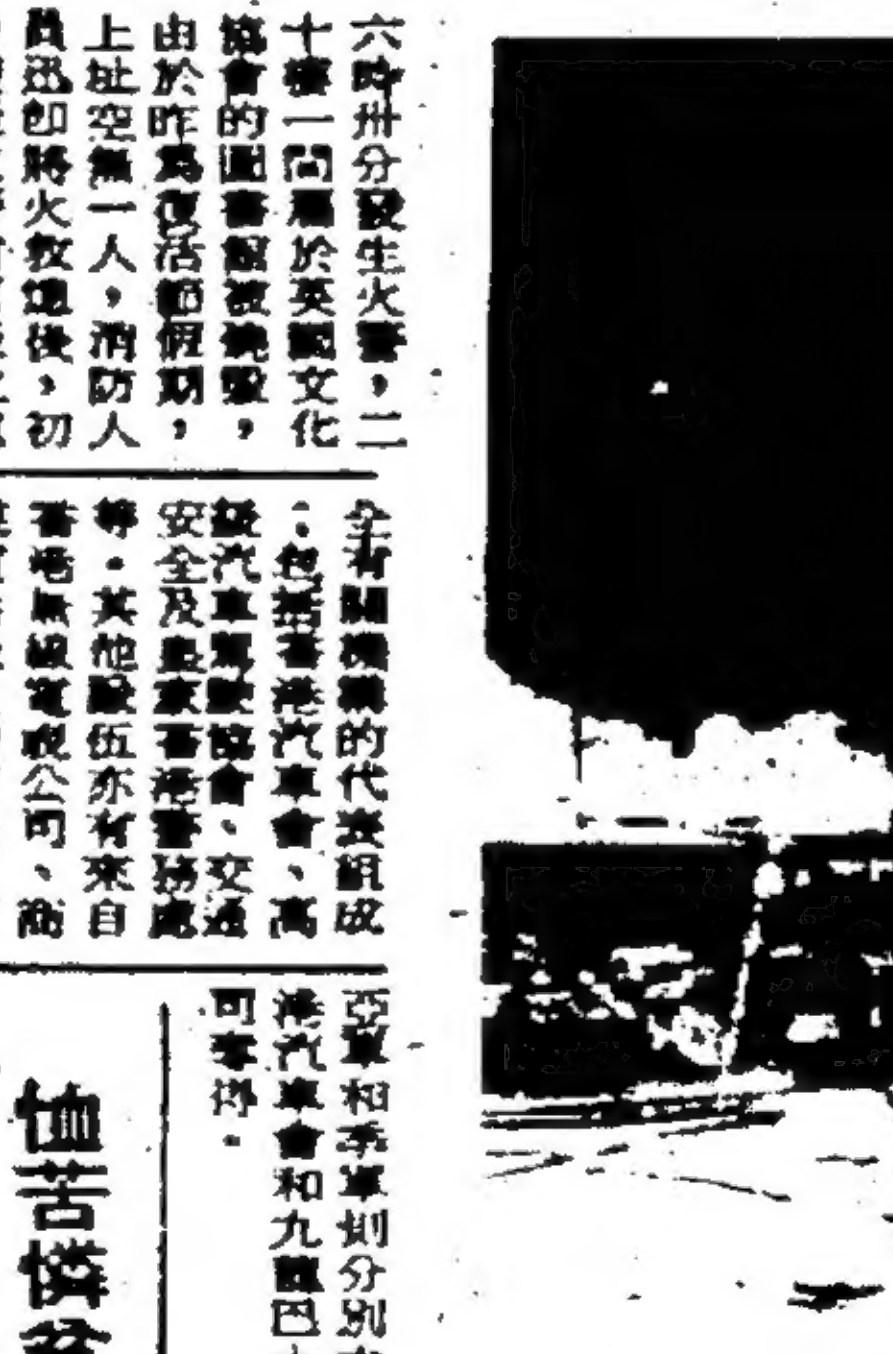 六時卅分發生火警，二
十樓一間屬於英國文化
協會的圖書館被燒毀，
由於昨為復活節假期，
上址空無一人，消防人
員迅即將火救熄後，初
全有關機構的代表組成
：包括香港汽車會、高
級汽車駕駛協會、交通
安全及皇家香港警務處
等。其他隊伍亦有來自
香港無線電視公司、商
亞軍和季軍則分別
港汽車會和九龍巴
司奪得。
恤苦憐